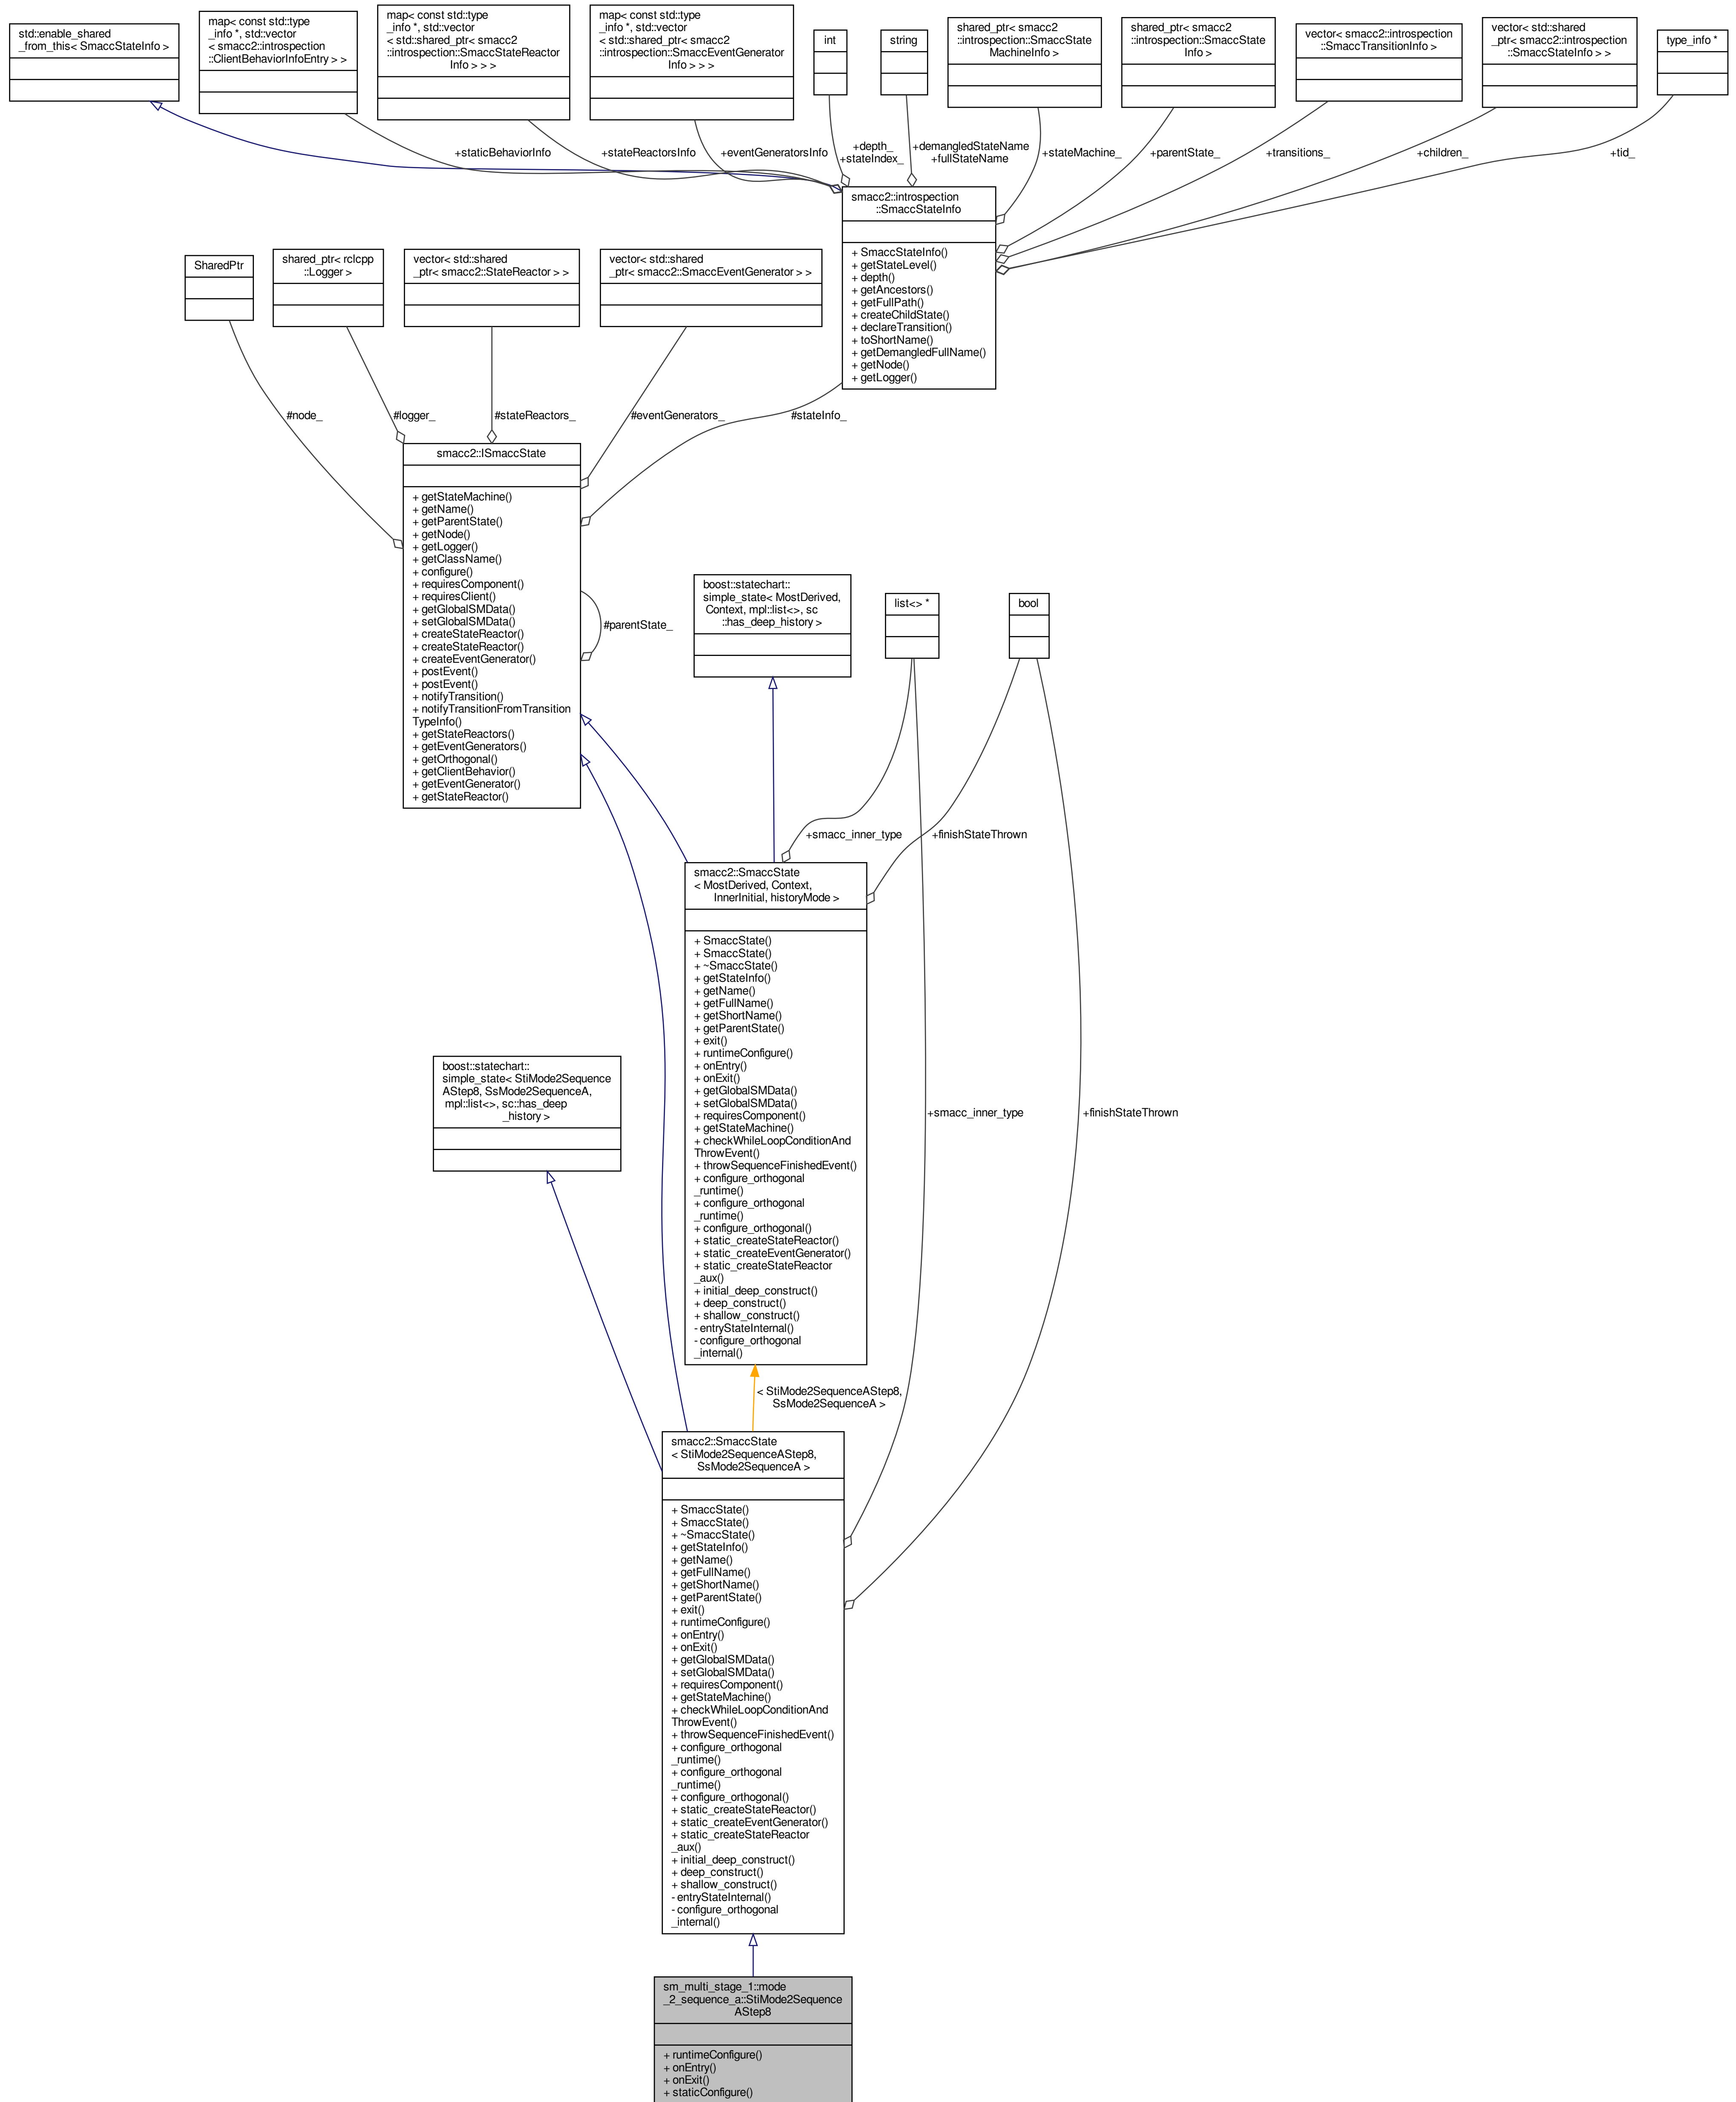 std::enable_shared
_from_this< SmaccStateInfo >
map< const std::type
_info *, std::vector
< smacc2::introspection
::ClientBehaviorInfoEntry > >
map< const std::type
_info *, std::vector
< std::shared_ptr< smacc2
::introspection::SmaccStateReactor
Info > > >
map< const std::type
_info *, std::vector
< std::shared_ptr< smacc2
::introspection::SmaccEventGenerator
Info > > >
int
string
shared_ptr< smacc2
::introspection::SmaccState
MachineInfo >
shared_ptr< smacc2
::introspection::SmaccState
Info >
vector< smacc2::introspection
::SmaccTransitionInfo >
vector< std::shared
_ptr< smacc2::introspection
::SmaccStateInfo > >
type_info *
+staticBehaviorInfo
+stateReactorsInfo
+eventGeneratorsInfo
+depth_
+stateIndex_
+demangledStateName
+fullStateName
+stateMachine_
+parentState_
+transitions_
+children_
+tid_
smacc2::introspection
::SmaccStateInfo
+ SmaccStateInfo()
+ getStateLevel()
+ depth()
+ getAncestors()
+ getFullPath()
+ createChildState()
+ declareTransition()
+ toShortName()
+ getDemangledFullName()
+ getNode()
+ getLogger()
SharedPtr
shared_ptr< rclcpp
::Logger >
vector< std::shared
_ptr< smacc2::StateReactor > >
vector< std::shared
_ptr< smacc2::SmaccEventGenerator > >
#node_
#logger_
#stateReactors_
#eventGenerators_
#stateInfo_
smacc2::ISmaccState
+ getStateMachine()
+ getName()
+ getParentState()
+ getNode()
+ getLogger()
+ getClassName()
+ configure()
+ requiresComponent()
+ requiresClient()
+ getGlobalSMData()
+ setGlobalSMData()
+ createStateReactor()
+ createStateReactor()
+ createEventGenerator()
+ postEvent()
+ postEvent()
+ notifyTransition()
+ notifyTransitionFromTransition
TypeInfo()
+ getStateReactors()
+ getEventGenerators()
+ getOrthogonal()
+ getClientBehavior()
+ getEventGenerator()
+ getStateReactor()
#parentState_
boost::statechart::
simple_state< MostDerived,
Context, mpl::list<>, sc
::has_deep_history >
list<> *
bool
+smacc_inner_type
+finishStateThrown
smacc2::SmaccState
< MostDerived, Context,
InnerInitial, historyMode >
+ SmaccState()
+ SmaccState()
+ ~SmaccState()
+ getStateInfo()
+ getName()
+ getFullName()
+ getShortName()
+ getParentState()
+ exit()
+ runtimeConfigure()
+ onEntry()
+ onExit()
+ getGlobalSMData()
+ setGlobalSMData()
+ requiresComponent()
+ getStateMachine()
+ checkWhileLoopConditionAnd
ThrowEvent()
+ throwSequenceFinishedEvent()
+ configure_orthogonal
_runtime()
+ configure_orthogonal
_runtime()
+ configure_orthogonal()
+ static_createStateReactor()
+ static_createEventGenerator()
+ static_createStateReactor
_aux()
+ initial_deep_construct()
+ deep_construct()
+ shallow_construct()
- entryStateInternal()
- configure_orthogonal
_internal()
boost::statechart::
simple_state< StiMode2Sequence
AStep8, SsMode2SequenceA,
mpl::list<>, sc::has_deep
_history >
+smacc_inner_type
+finishStateThrown
< StiMode2SequenceAStep8,
SsMode2SequenceA >
smacc2::SmaccState
< StiMode2SequenceAStep8,
SsMode2SequenceA >
+ SmaccState()
+ SmaccState()
+ ~SmaccState()
+ getStateInfo()
+ getName()
+ getFullName()
+ getShortName()
+ getParentState()
+ exit()
+ runtimeConfigure()
+ onEntry()
+ onExit()
+ getGlobalSMData()
+ setGlobalSMData()
+ requiresComponent()
+ getStateMachine()
+ checkWhileLoopConditionAnd
ThrowEvent()
+ throwSequenceFinishedEvent()
+ configure_orthogonal
_runtime()
+ configure_orthogonal
_runtime()
+ configure_orthogonal()
+ static_createStateReactor()
+ static_createEventGenerator()
+ static_createStateReactor
_aux()
+ initial_deep_construct()
+ deep_construct()
+ shallow_construct()
- entryStateInternal()
- configure_orthogonal
_internal()
sm_multi_stage_1::mode
_2_sequence_a::StiMode2Sequence
AStep8
+ runtimeConfigure()
+ onEntry()
+ onExit()
+ staticConfigure()